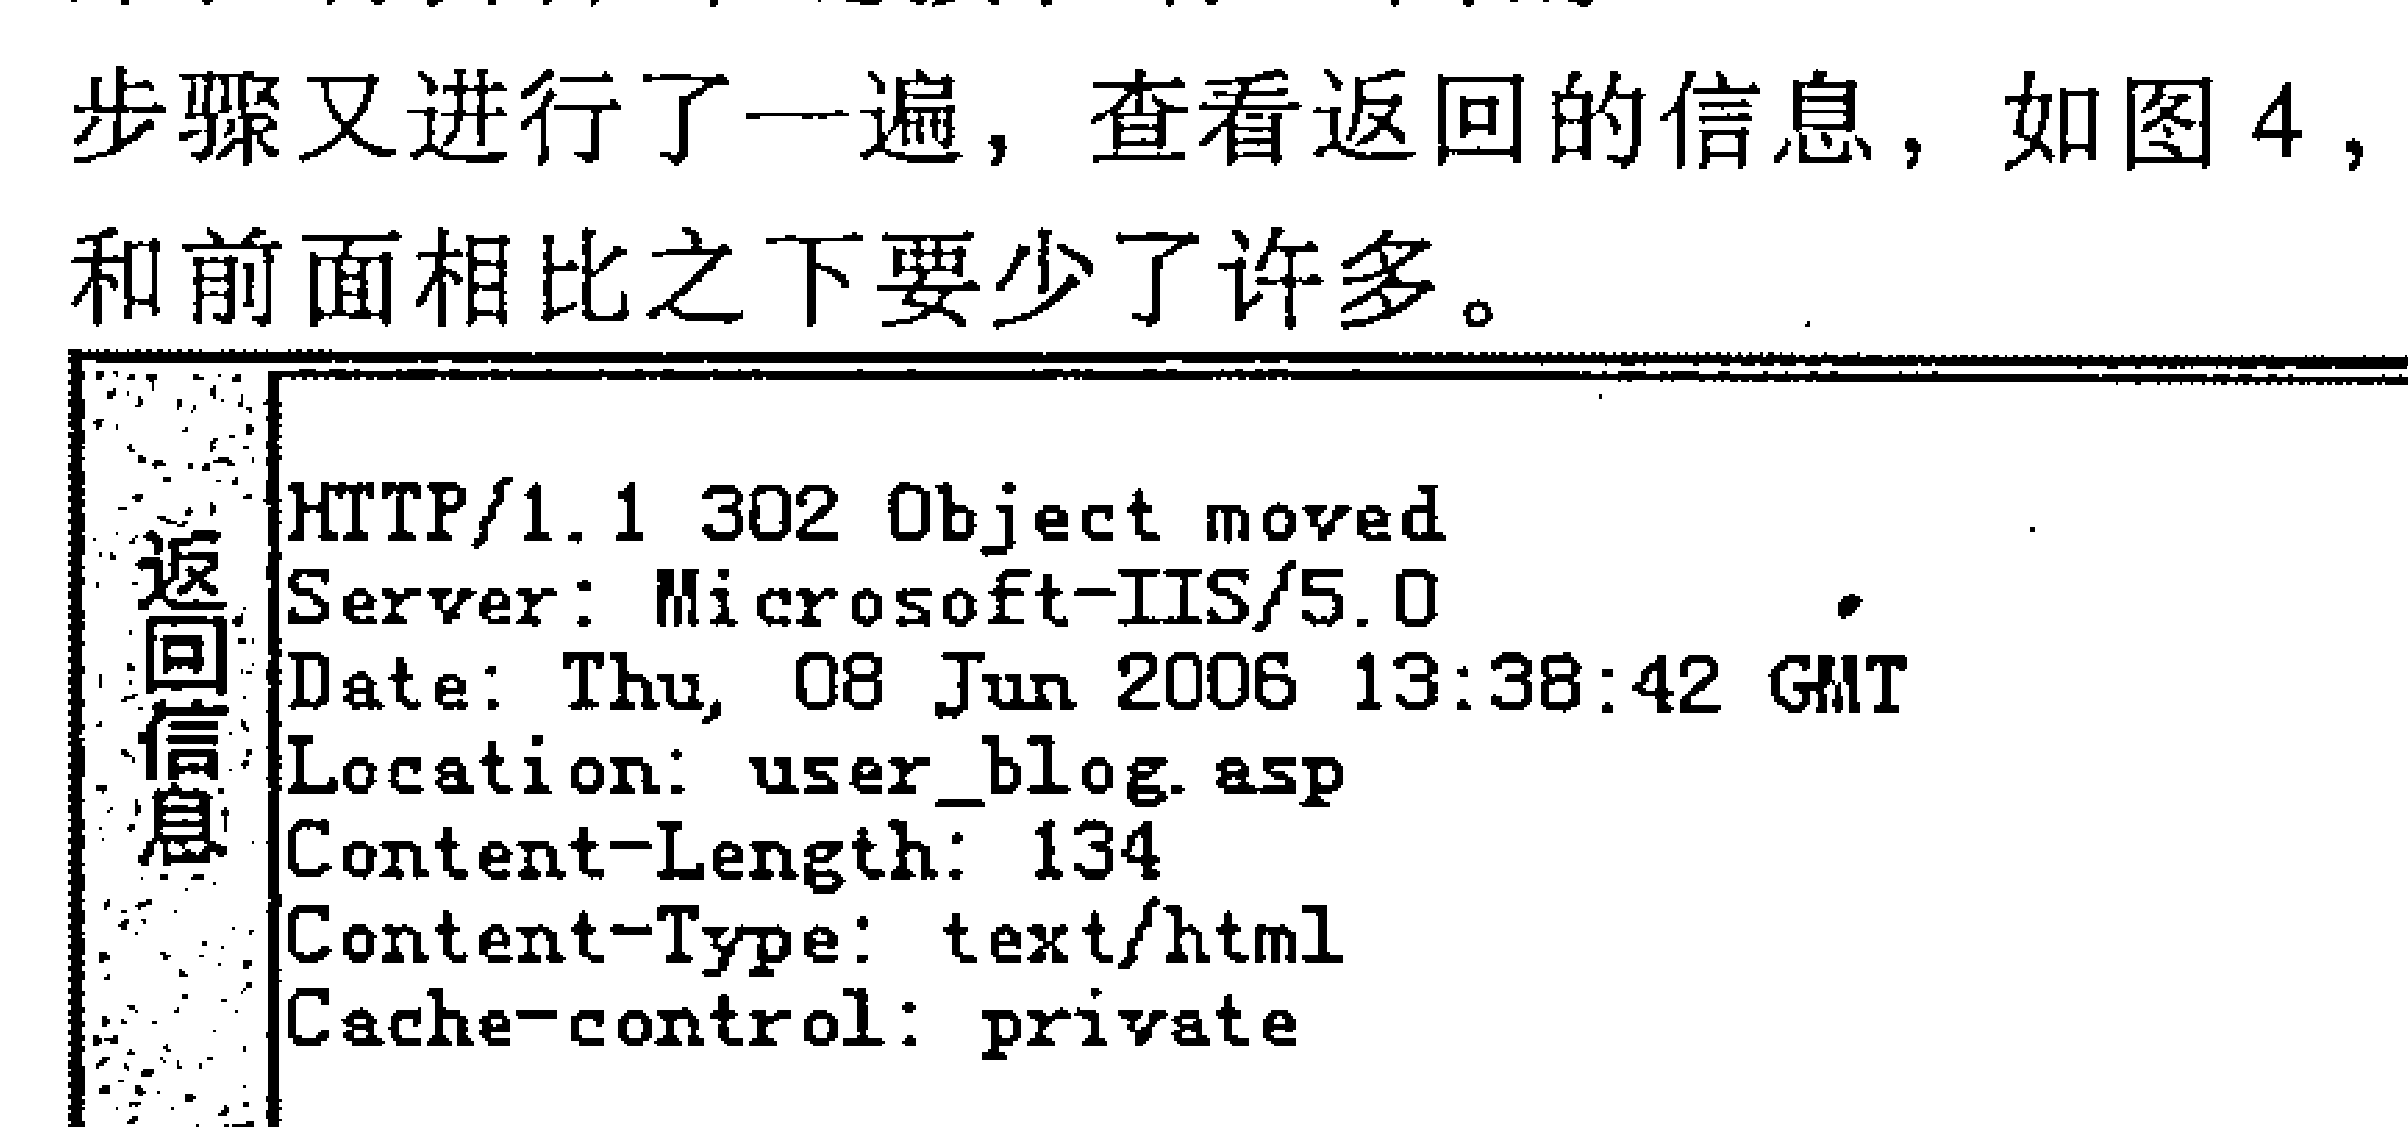 步骤又进行了一遍，查看返回的信息，如图 4，
和前面相比之下要少了许多。
返回信息
HTTP/1.1 302 Object moved
Server: Microsoft-IIS/5.0
Date: Thu, 08 Jun 2006 13:38:42 GMT
Location: user_blog.asp
Content-Length: 134
Content-Type: text/html
Cache-control: private